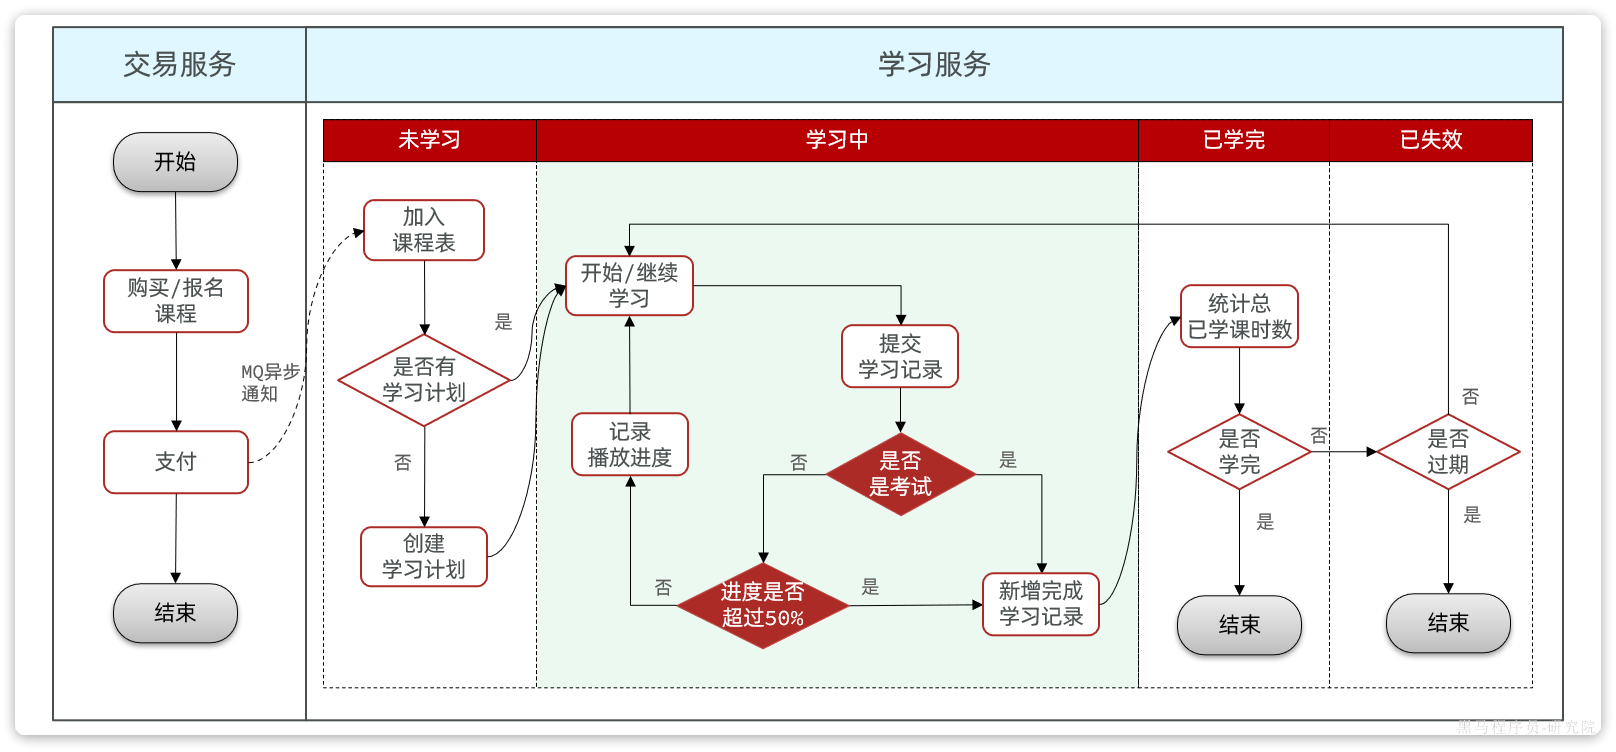 交易服务
学习服务
开始
购买/报名
课程
MQ异步
通知
支付
结束
未学习
学习中
已学完
已失效
加入
课程表
是否有
学习计划
是
否
创建
学习计划
开始/继续
学习
提交
学习记录
记录
播放进度
是否
是考试
否
是
进度是否
超过50%
否
是
新增完成
学习记录
统计总
已学课时数
是否
学完
否
是
结束
是否
过期
否
是
结束
黑马程序员-研究院